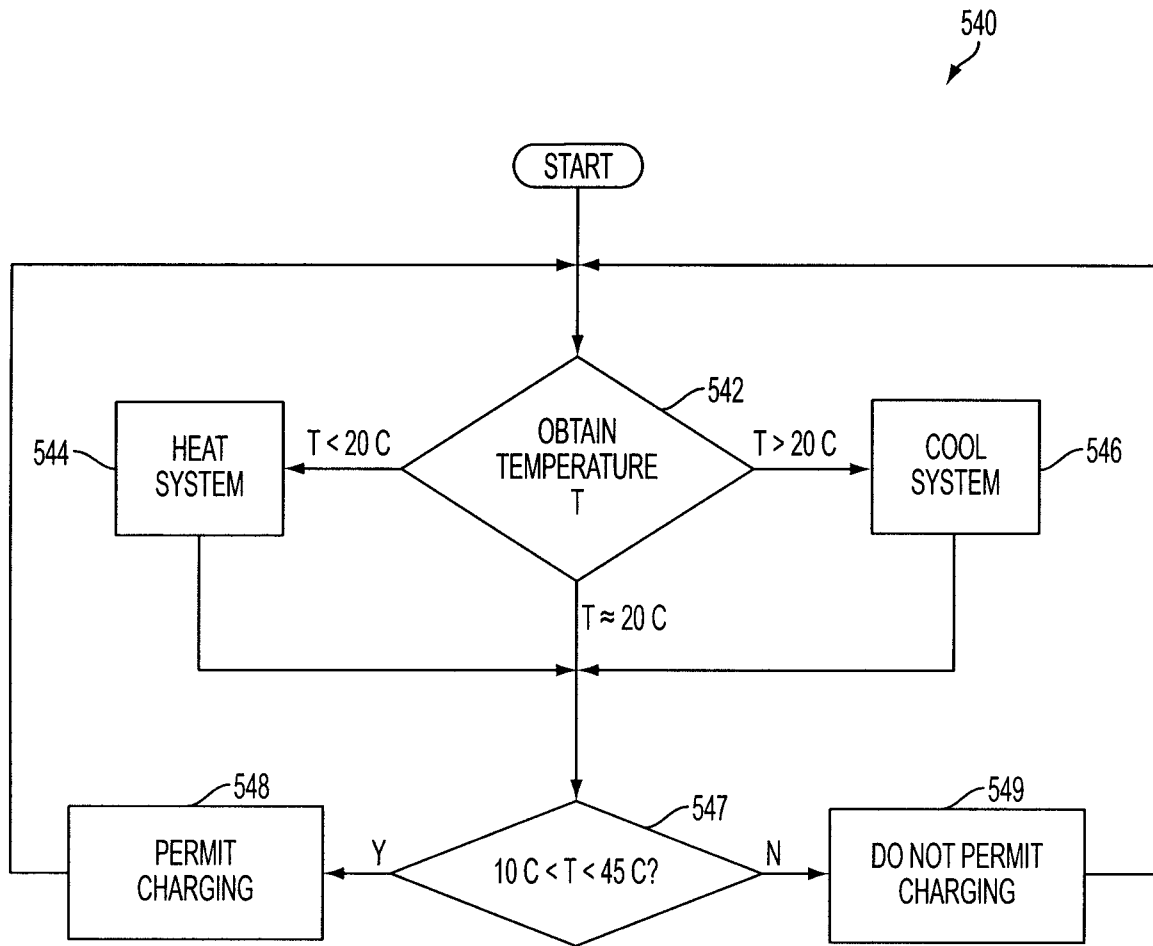 540
START
542
OBTAIN
TEMPERATURE
T
T < 20 C
T > 20 C
544
HEAT
SYSTEM
COOL
SYSTEM
546
T ≈ 20 C
548
547
549
PERMIT
CHARGING
Y
10 C < T < 45 C?
N
DO NOT PERMIT
CHARGING